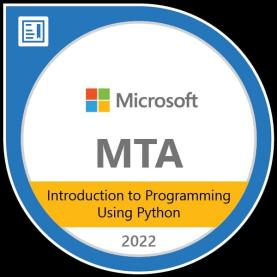 Microsoft
MTA
Introduction to Programming
Using Python
2022